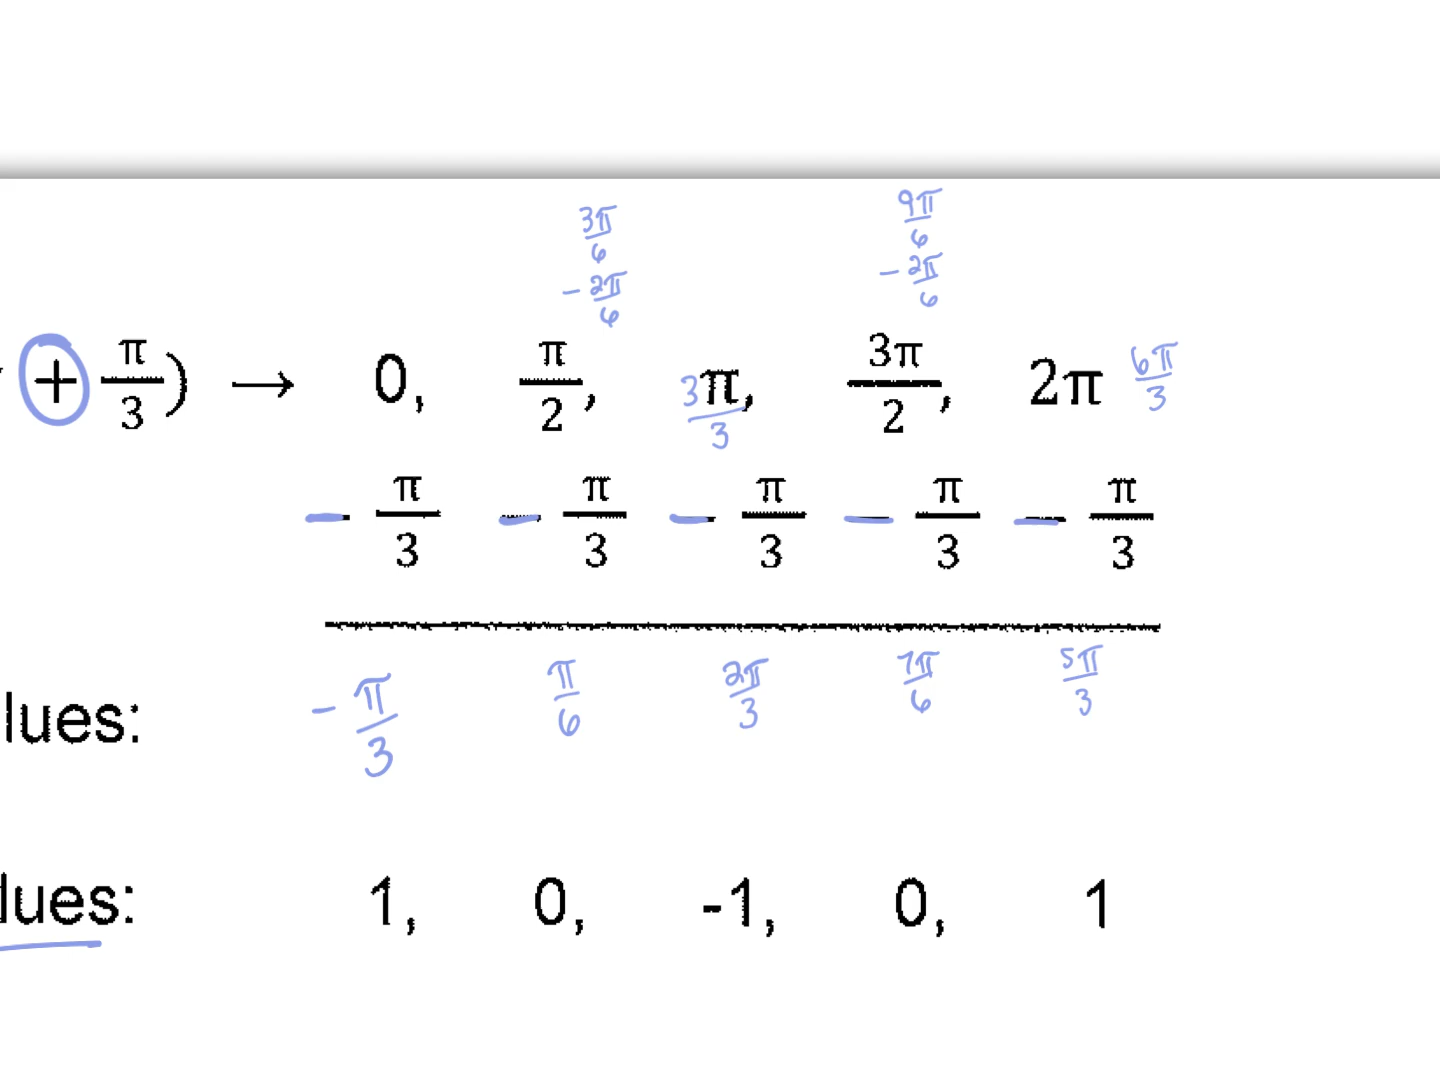 3π/6 9π/6
- 2π/6 - 2π/6
+ π/3) → 0, π/2, 3π/3, 3π/2, 2π 6π/3
- π/3 - π/3 - π/3 - π/3 - π/3
lues: - π/3 π/6 2π/3 7π/6 5π/3
lues: 1, 0, -1, 0, 1